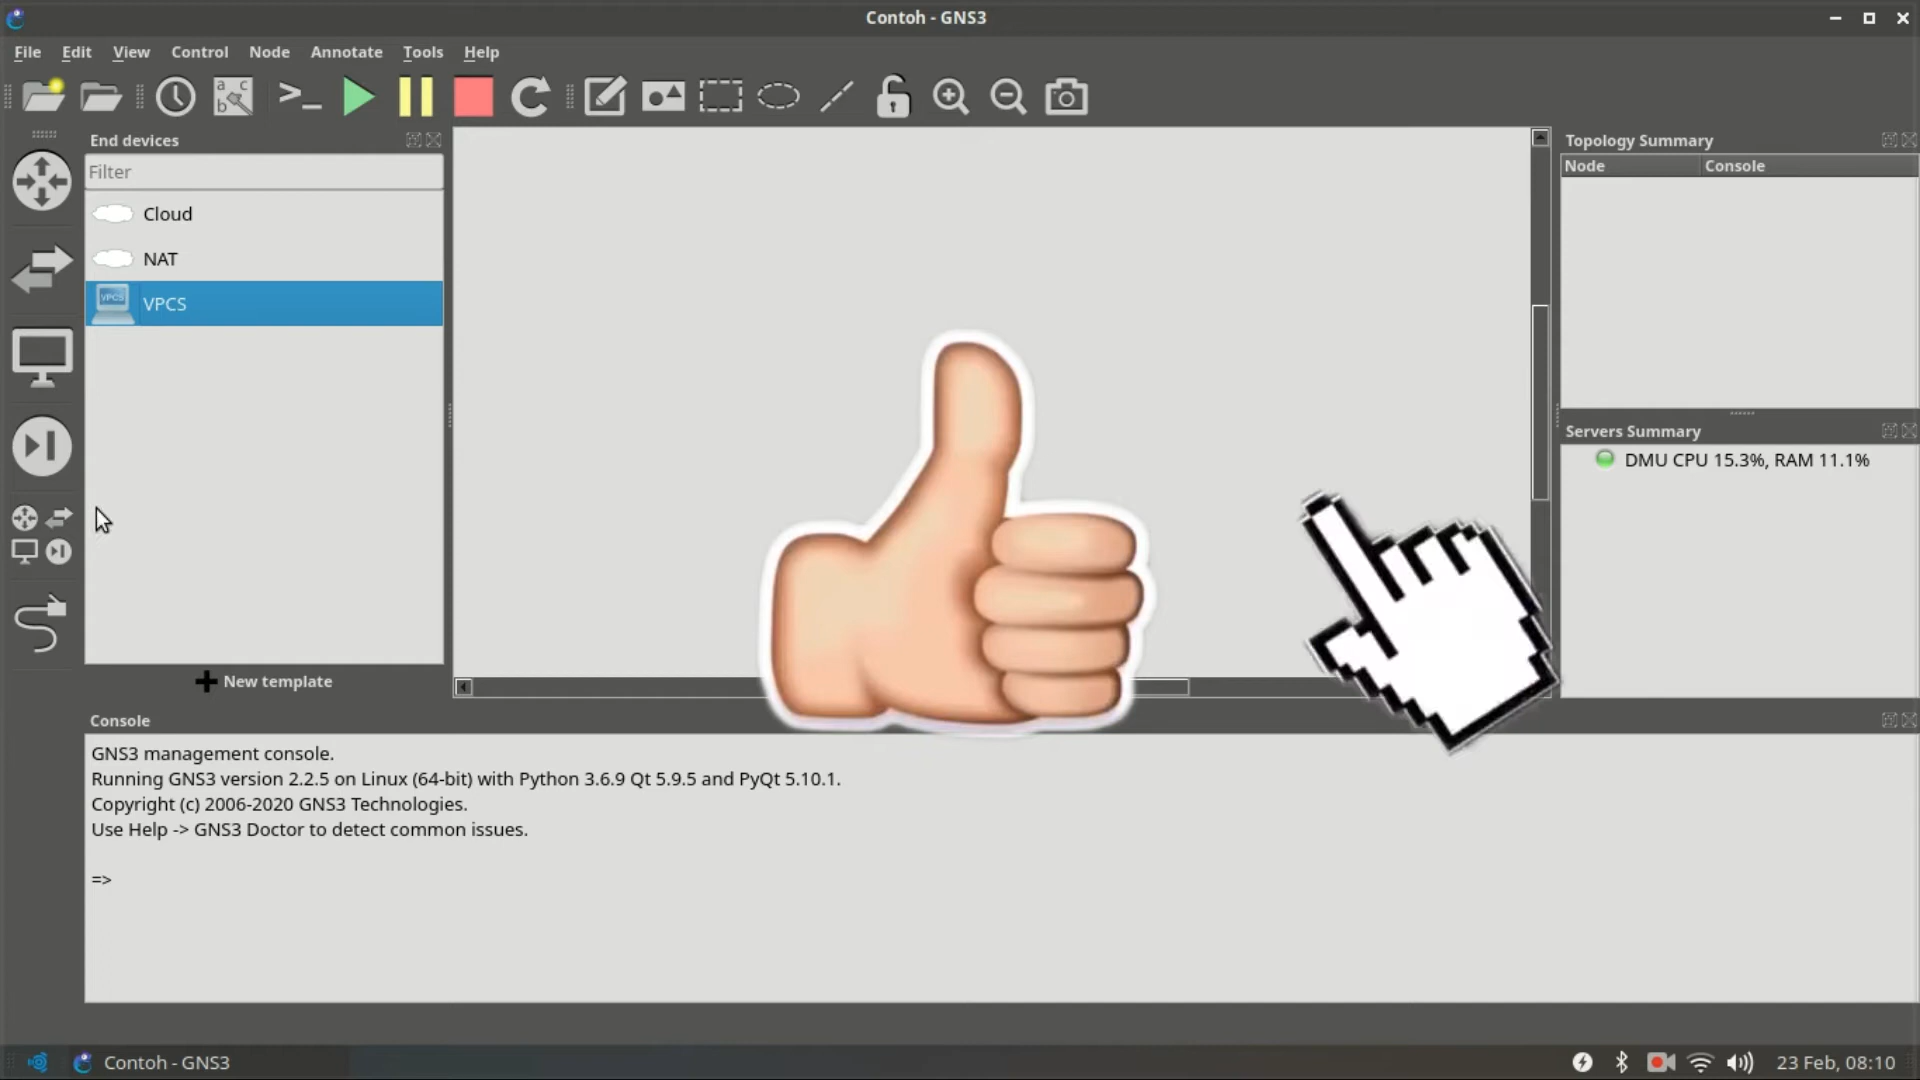 Contoh - GNS3
File Edit View Control Node Annotate Tools Help
a c
b
>_
End devices
Filter
Cloud
NAT
VPCS
VPCS
New template
Topology Summary
Node Console
Servers Summary
DMU CPU 15.3%, RAM 11.1%
Console
GNS3 management console.
Running GNS3 version 2.2.5 on Linux (64-bit) with Python 3.6.9 Qt 5.9.5 and PyQt 5.10.1.
Copyright (c) 2006-2020 GNS3 Technologies.
Use Help -> GNS3 Doctor to detect common issues.
=>
Contoh - GNS3
23 Feb, 08:10